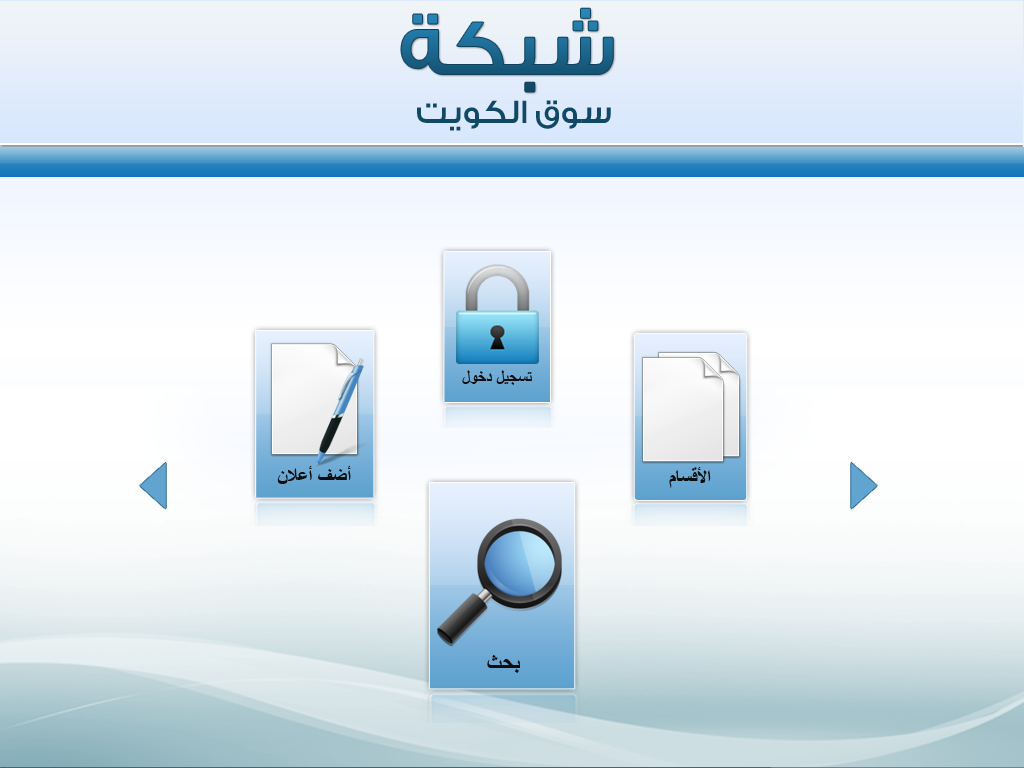 شبكة
سوق الكويت
تسجيل دخول
الأقسام
أضف أعلان
بحث